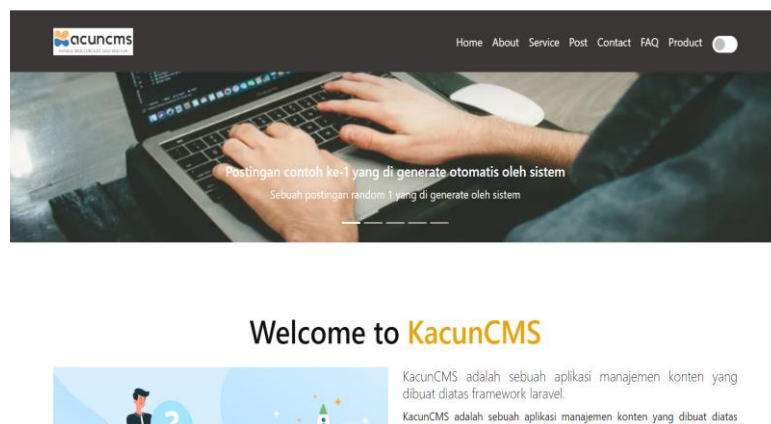 acuncms
Home About Service Post Contact FAQ Product
Postingan contoh ke-1 yang di generate otomatis oleh sistem
Sebuah postingan random 1 yang di generate oleh sistem
Welcome to KacunCMS
KacunCMS adalah sebuah aplikasi manajemen konten yang
dibuat diatas framework laravel.
KacunCMS adalah sebuah aplikasi manajemen konten yang dibuat diatas
?